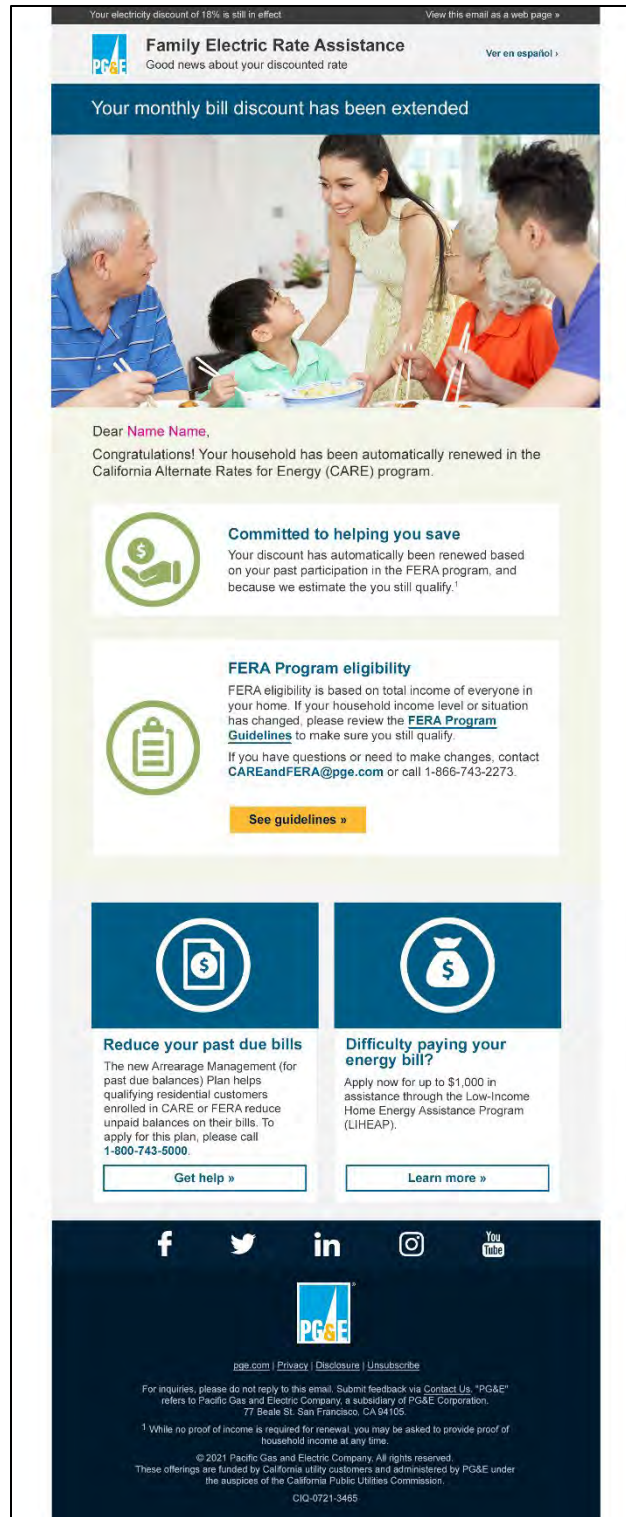 Your electricity discount of 18% is still in effect
View this email as a web page »
PG&E
Family Electric Rate Assistance
Good news about your discounted rate
Ver en español ›
Your monthly bill discount has been extended
Dear Name Name,
Congratulations! Your household has been automatically renewed in the
California Alternate Rates for Energy (CARE) program.
$
Committed to helping you save
Your discount has automatically been renewed based
on your past participation in the FERA program, and
because we estimate the you still qualify.¹
FERA Program eligibility
FERA eligibility is based on total income of everyone in
your home. If your household income level or situation
has changed, please review the FERA Program
Guidelines to make sure you still qualify.
If you have questions or need to make changes, contact
CAREandFERA@pge.com or call 1-866-743-2273.
See guidelines »
$
Reduce your past due bills
The new Arrearage Management (for
past due balances) Plan helps
qualifying residential customers
enrolled in CARE or FERA reduce
unpaid balances on their bills. To
apply for this plan, please call
1-800-743-5000.
Get help »
$
Difficulty paying your
energy bill?
Apply now for up to $1,000 in
assistance through the Low-Income
Home Energy Assistance Program
(LIHEAP).
Learn more »
f
in
You
Tube
PG&E
pge.com | Privacy | Disclosure | Unsubscribe
For inquiries, please do not reply to this email. Submit feedback via Contact Us. "PG&E"
refers to Pacific Gas and Electric Company, a subsidiary of PG&E Corporation.
77 Beale St. San Francisco, CA 94105.
¹ While no proof of income is required for renewal, you may be asked to provide proof of
household income at any time.
© 2021 Pacific Gas and Electric Company. All rights reserved.
These offerings are funded by California utility customers and administered by PG&E under
the auspices of the California Public Utilities Commission.
CIQ-0721-3465